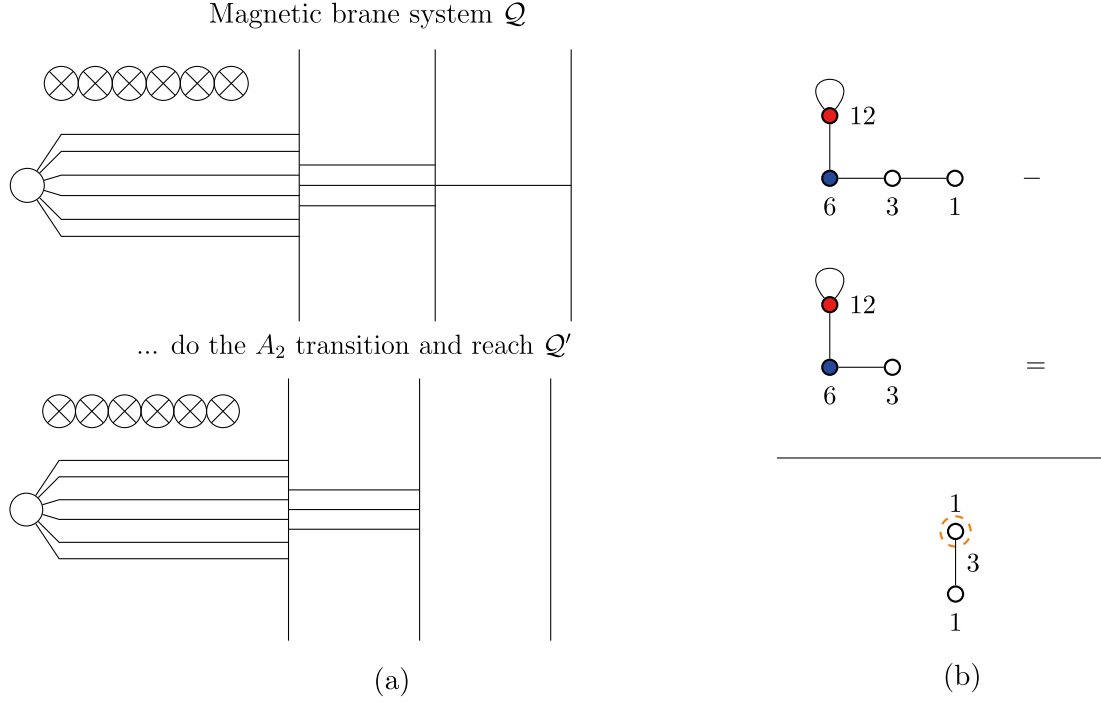 Magnetic brane system 𝒬
... do the A₂ transition and reach 𝒬′
(a)
12
6 3 1
−
12
6 3
=
1
3
1
(b)